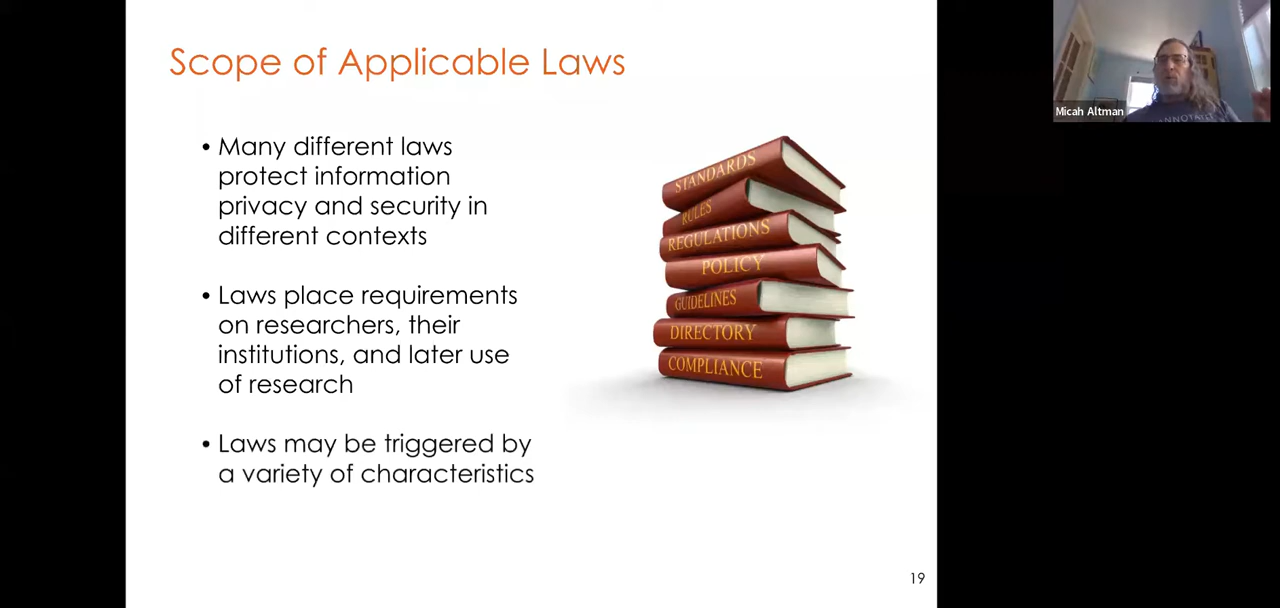 Scope of Applicable Laws
• Many different laws
protect information
privacy and security in
different contexts
• Laws place requirements
on researchers, their
institutions, and later use
of research
• Laws may be triggered by
a variety of characteristics
STANDARDS
RULES
REGULATIONS
POLICY
GUIDELINES
DIRECTORY
COMPLIANCE
19
Micah Altman